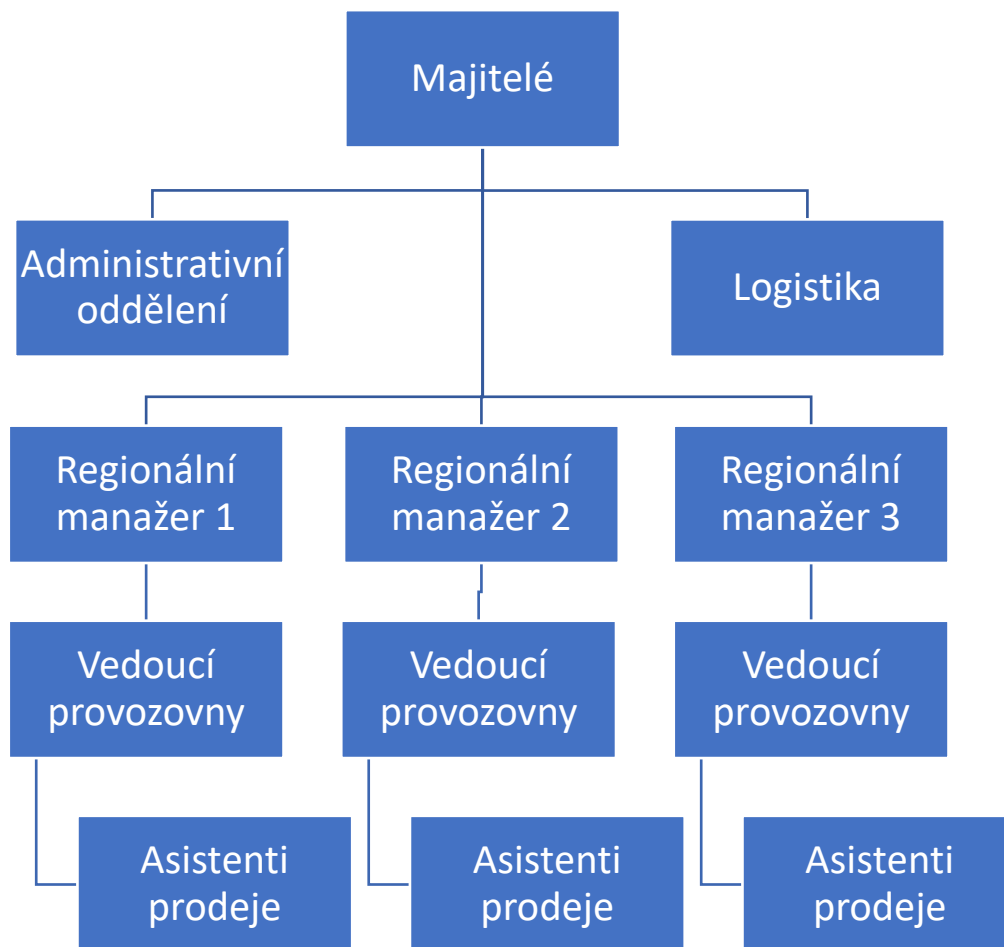 Majitelé
Administrativní
oddělení
Logistika
Regionální
manažer 1
Regionální
manažer 2
Regionální
manažer 3
Vedoucí
provozovny
Vedoucí
provozovny
Vedoucí
provozovny
Asistenti
prodeje
Asistenti
prodeje
Asistenti
prodeje